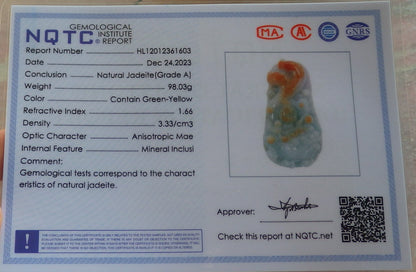 NQTC® GEMOLOGICAL
INSTITUTE
REPORT
MA
GNRS
Report Number HL12012361603
Date Dec 24,2023
Conclusion Natural Jadeite(Grade A)
Weight 98.03g
Color Contain Green-Yellow
Refractive Index 1.66
Density 3.33/cm3
Optic Character Anisotropic Mae
Internal Feature Mineral Inclusi
Comment:
Gemological tests correspond to the charact
eristics of natural jadeite.
Approver:
Check this report at NQTC.net
!